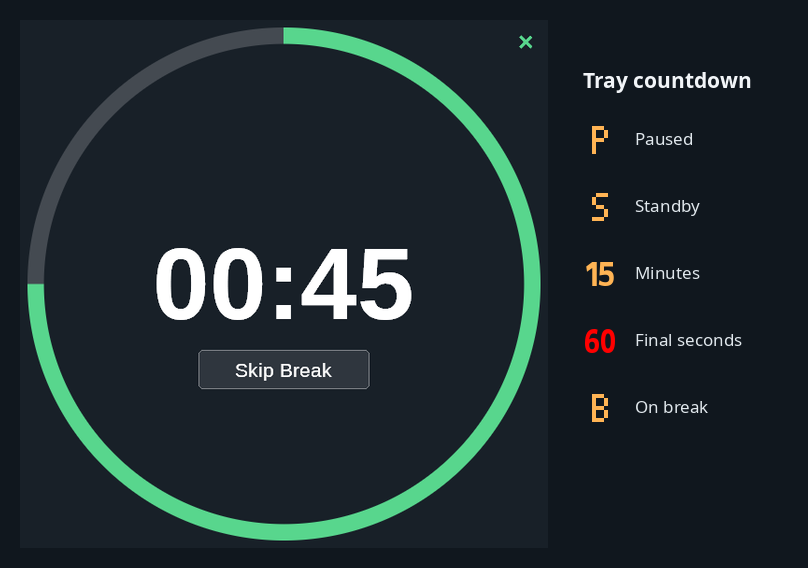 ×
00:45
Skip Break
Tray countdown
P Paused
S Standby
15 Minutes
60 Final seconds
B On break